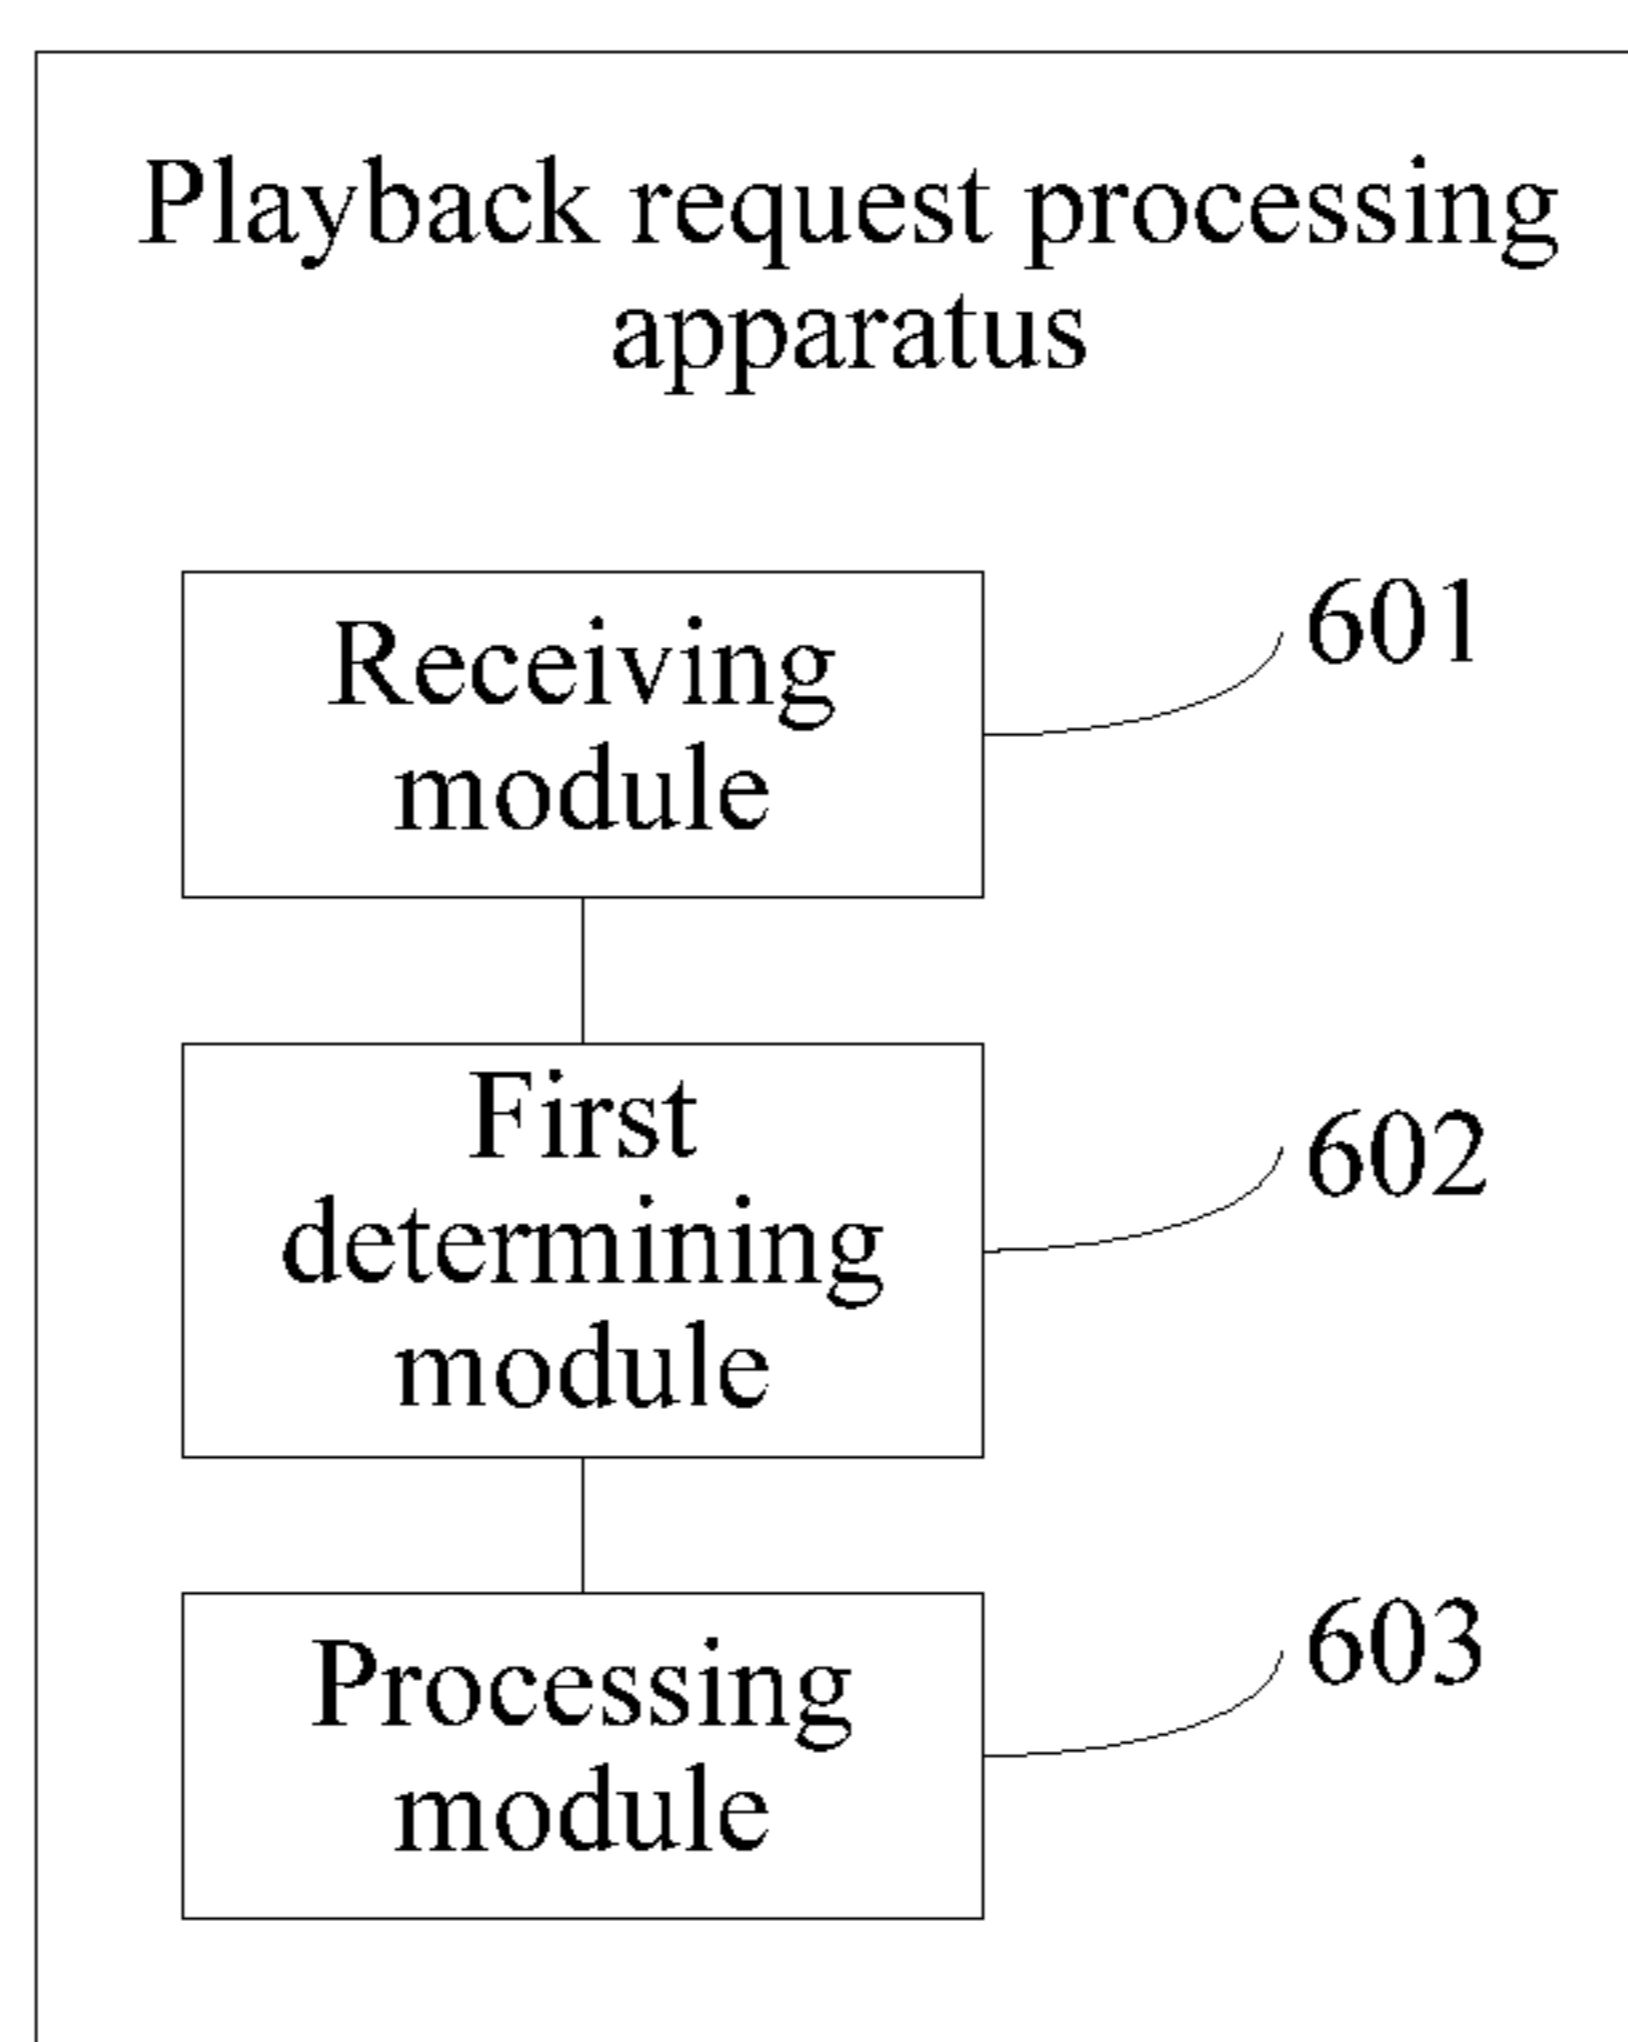 Playback request processing
apparatus
Receiving
module
601
First
determining
module
602
Processing
module
603